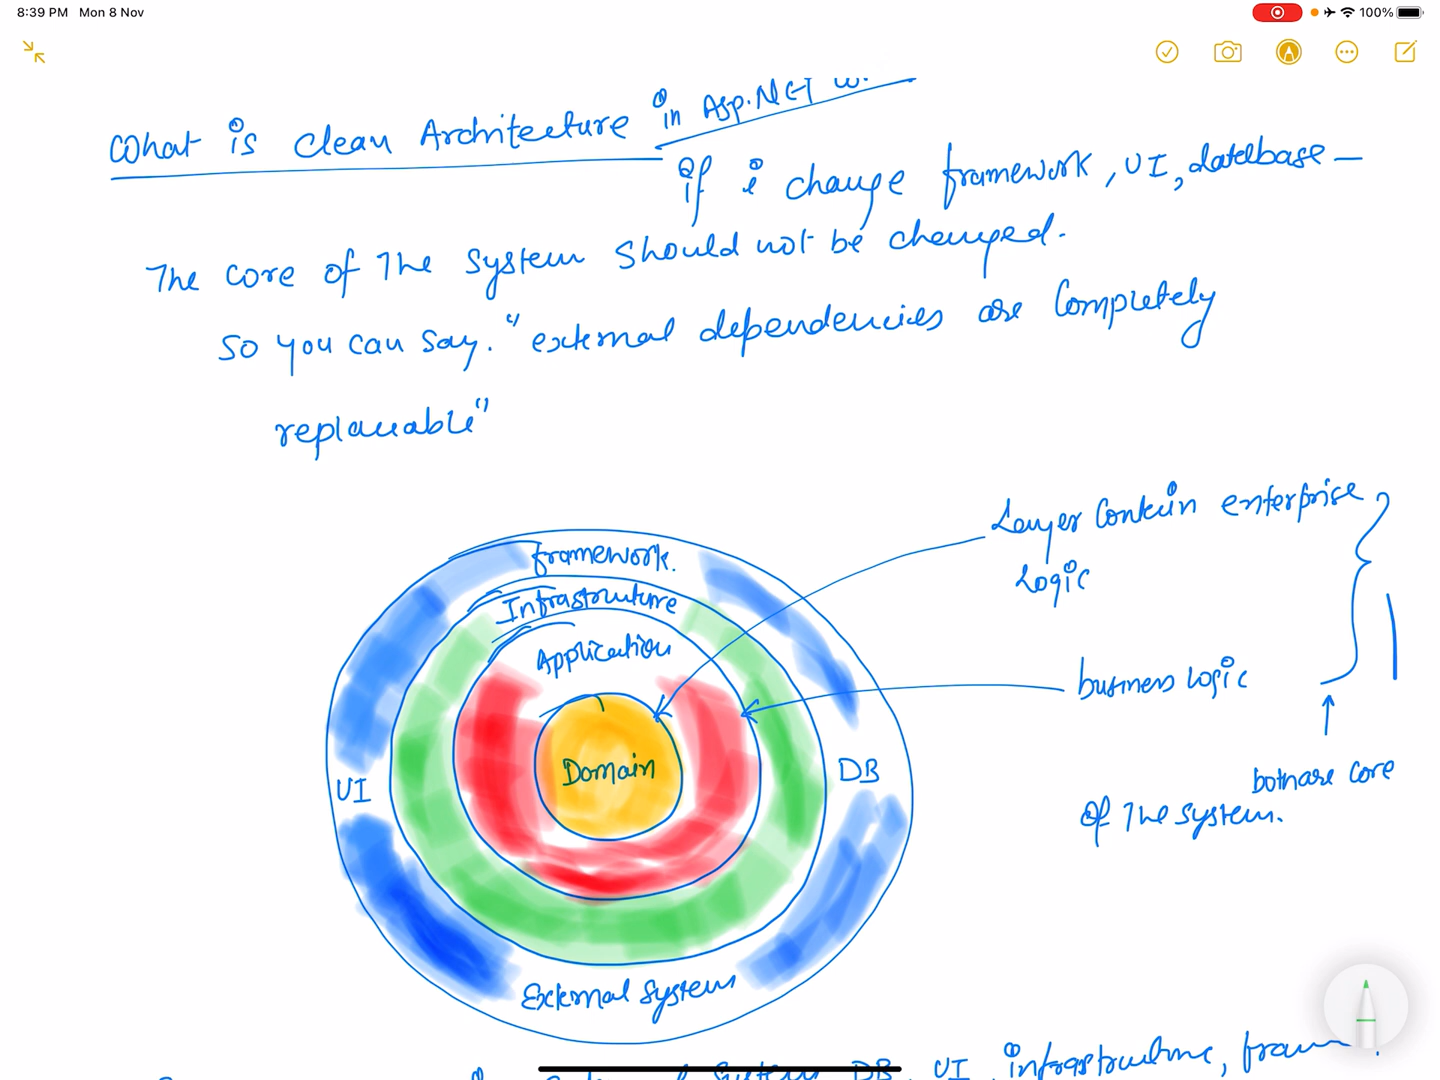 8:39 PM Mon 8 Nov
100%
What is Clean Architecture in Asp.NET
if i change framework, UI, database –
The core of The system should not be changed.
So you can say. "external dependencies are Completely
replaceable"
Layer Contain enterprise
Logic
framework.
Infrastructure
Application
business logic
Domain
UI
DB
both are core
of The system.
External System
System DB, UI, infrastructure,